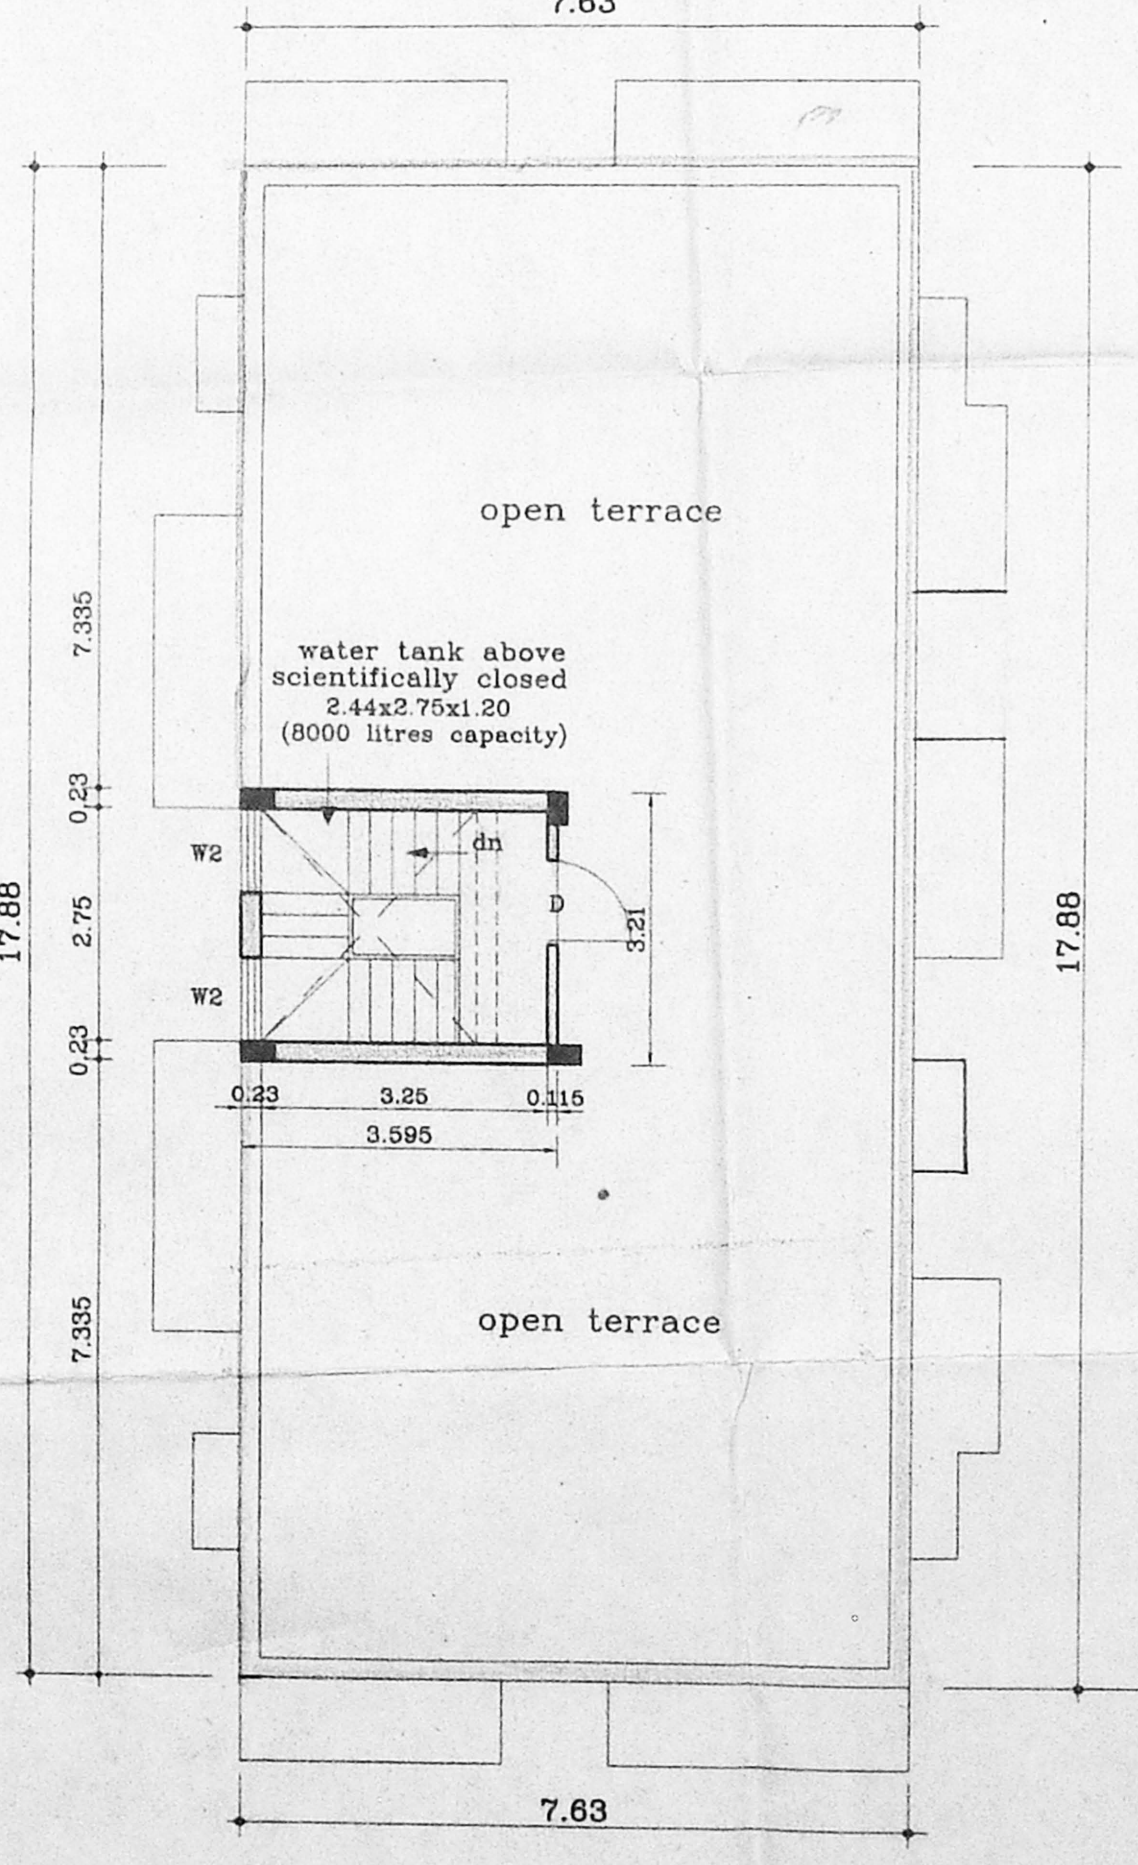 7.63
open terrace
7.335
water tank above
scientifically closed
2.44x2.75x1.20
(8000 litres capacity)
0.23
W2
dn
17.88
2.75
D
3.21
17.88
W2
0.23
0.23
3.25
0.115
3.595
7.335
open terrace
7.63